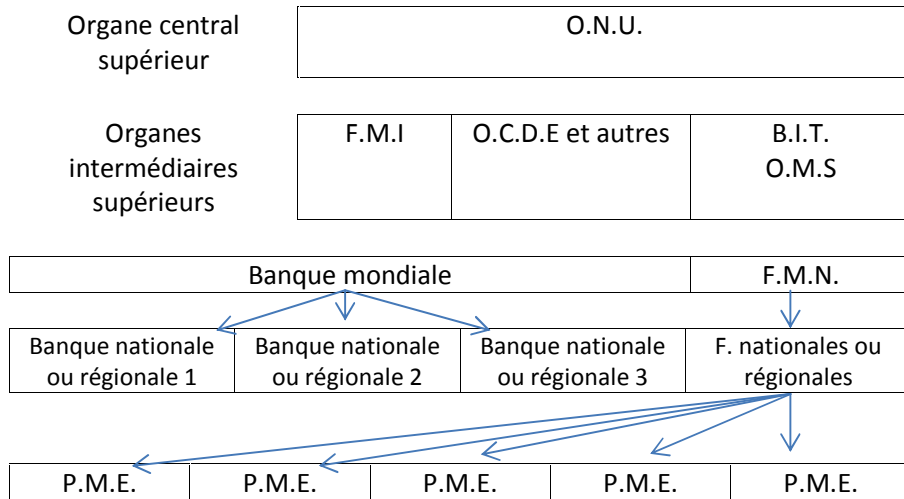 Organe central
supérieur
O.N.U.
Organes
intermédiaires
supérieurs
F.M.I
O.C.D.E et autres
B.I.T.
O.M.S
Banque mondiale
F.M.N.
Banque nationale
ou régionale 1
Banque nationale
ou régionale 2
Banque nationale
ou régionale 3
F. nationales ou
régionales
P.M.E.
P.M.E.
P.M.E.
P.M.E.
P.M.E.